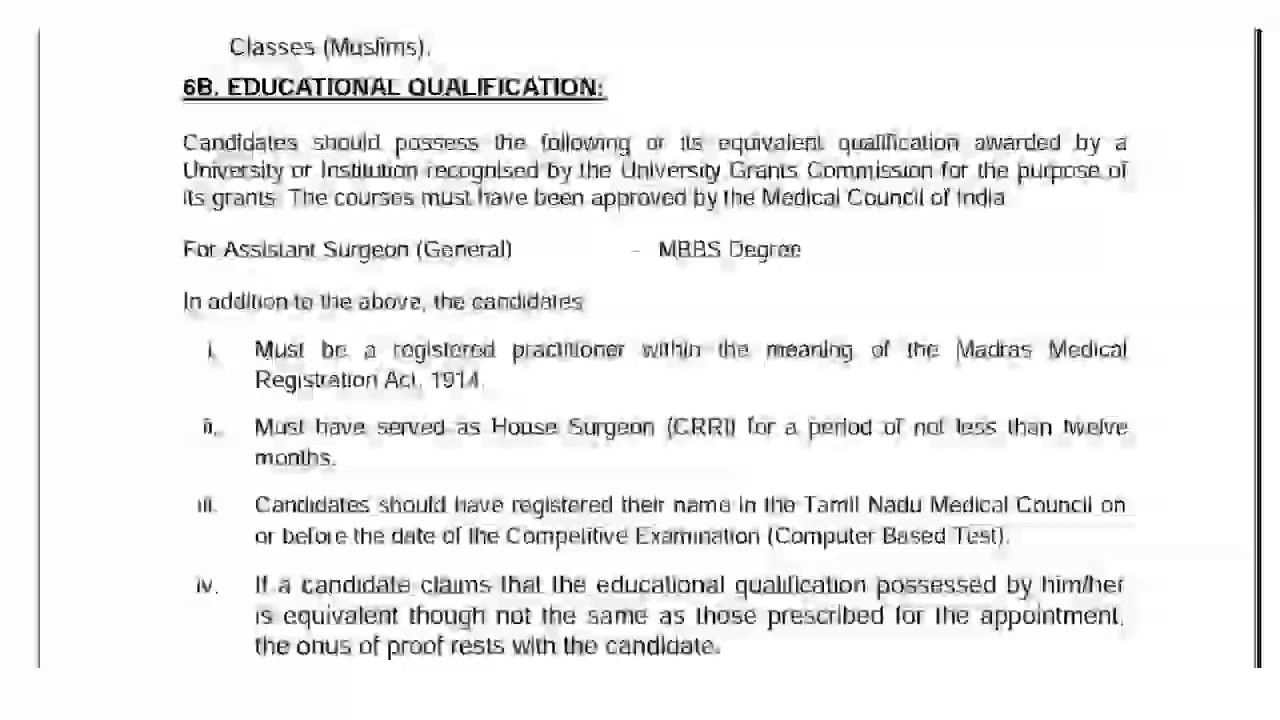 Classes (Muslims).
6B. EDUCATIONAL QUALIFICATION:
Candidates should possess the following or its equivalent qualification awarded by a
University or Institution recognised by the University Grants Commission for the purpose of
its grants. The courses must have been approved by the Medical Council of India.
For Assistant Surgeon (General) - MBBS Degree
In addition to the above, the candidates
i. Must be a registered practitioner within the meaning of the Madras Medical
Registration Act, 1914.
ii. Must have served as House Surgeon (CRRI) for a period of not less than twelve
months.
iii. Candidates should have registered their name in the Tamil Nadu Medical Council on
or before the date of the Competitive Examination (Computer Based Test).
iv. If a candidate claims that the educational qualification possessed by him/her
is equivalent though not the same as those prescribed for the appointment,
the onus of proof rests with the candidate.